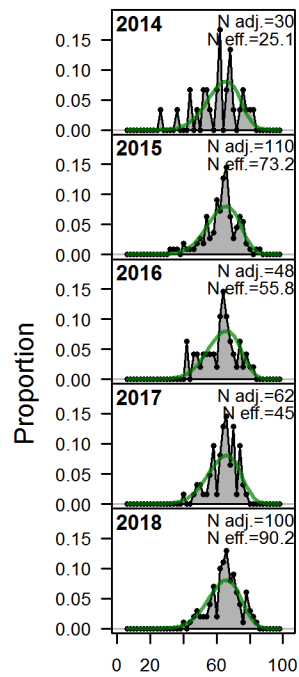 2014 N adj.=30
N eff.=25.1
0.15
0.10
0.05
0.00
2015 N adj.=110
N eff.=73.2
0.15
0.10
0.05
0.00
2016 N adj.=48
N eff.=55.8
0.15
0.10
0.05
0.00
2017 N adj.=62
N eff.=45
0.15
0.10
0.05
0.00
2018 N adj.=100
N eff.=90.2
0.15
0.10
0.05
0.00
Proportion
0 20 60 100